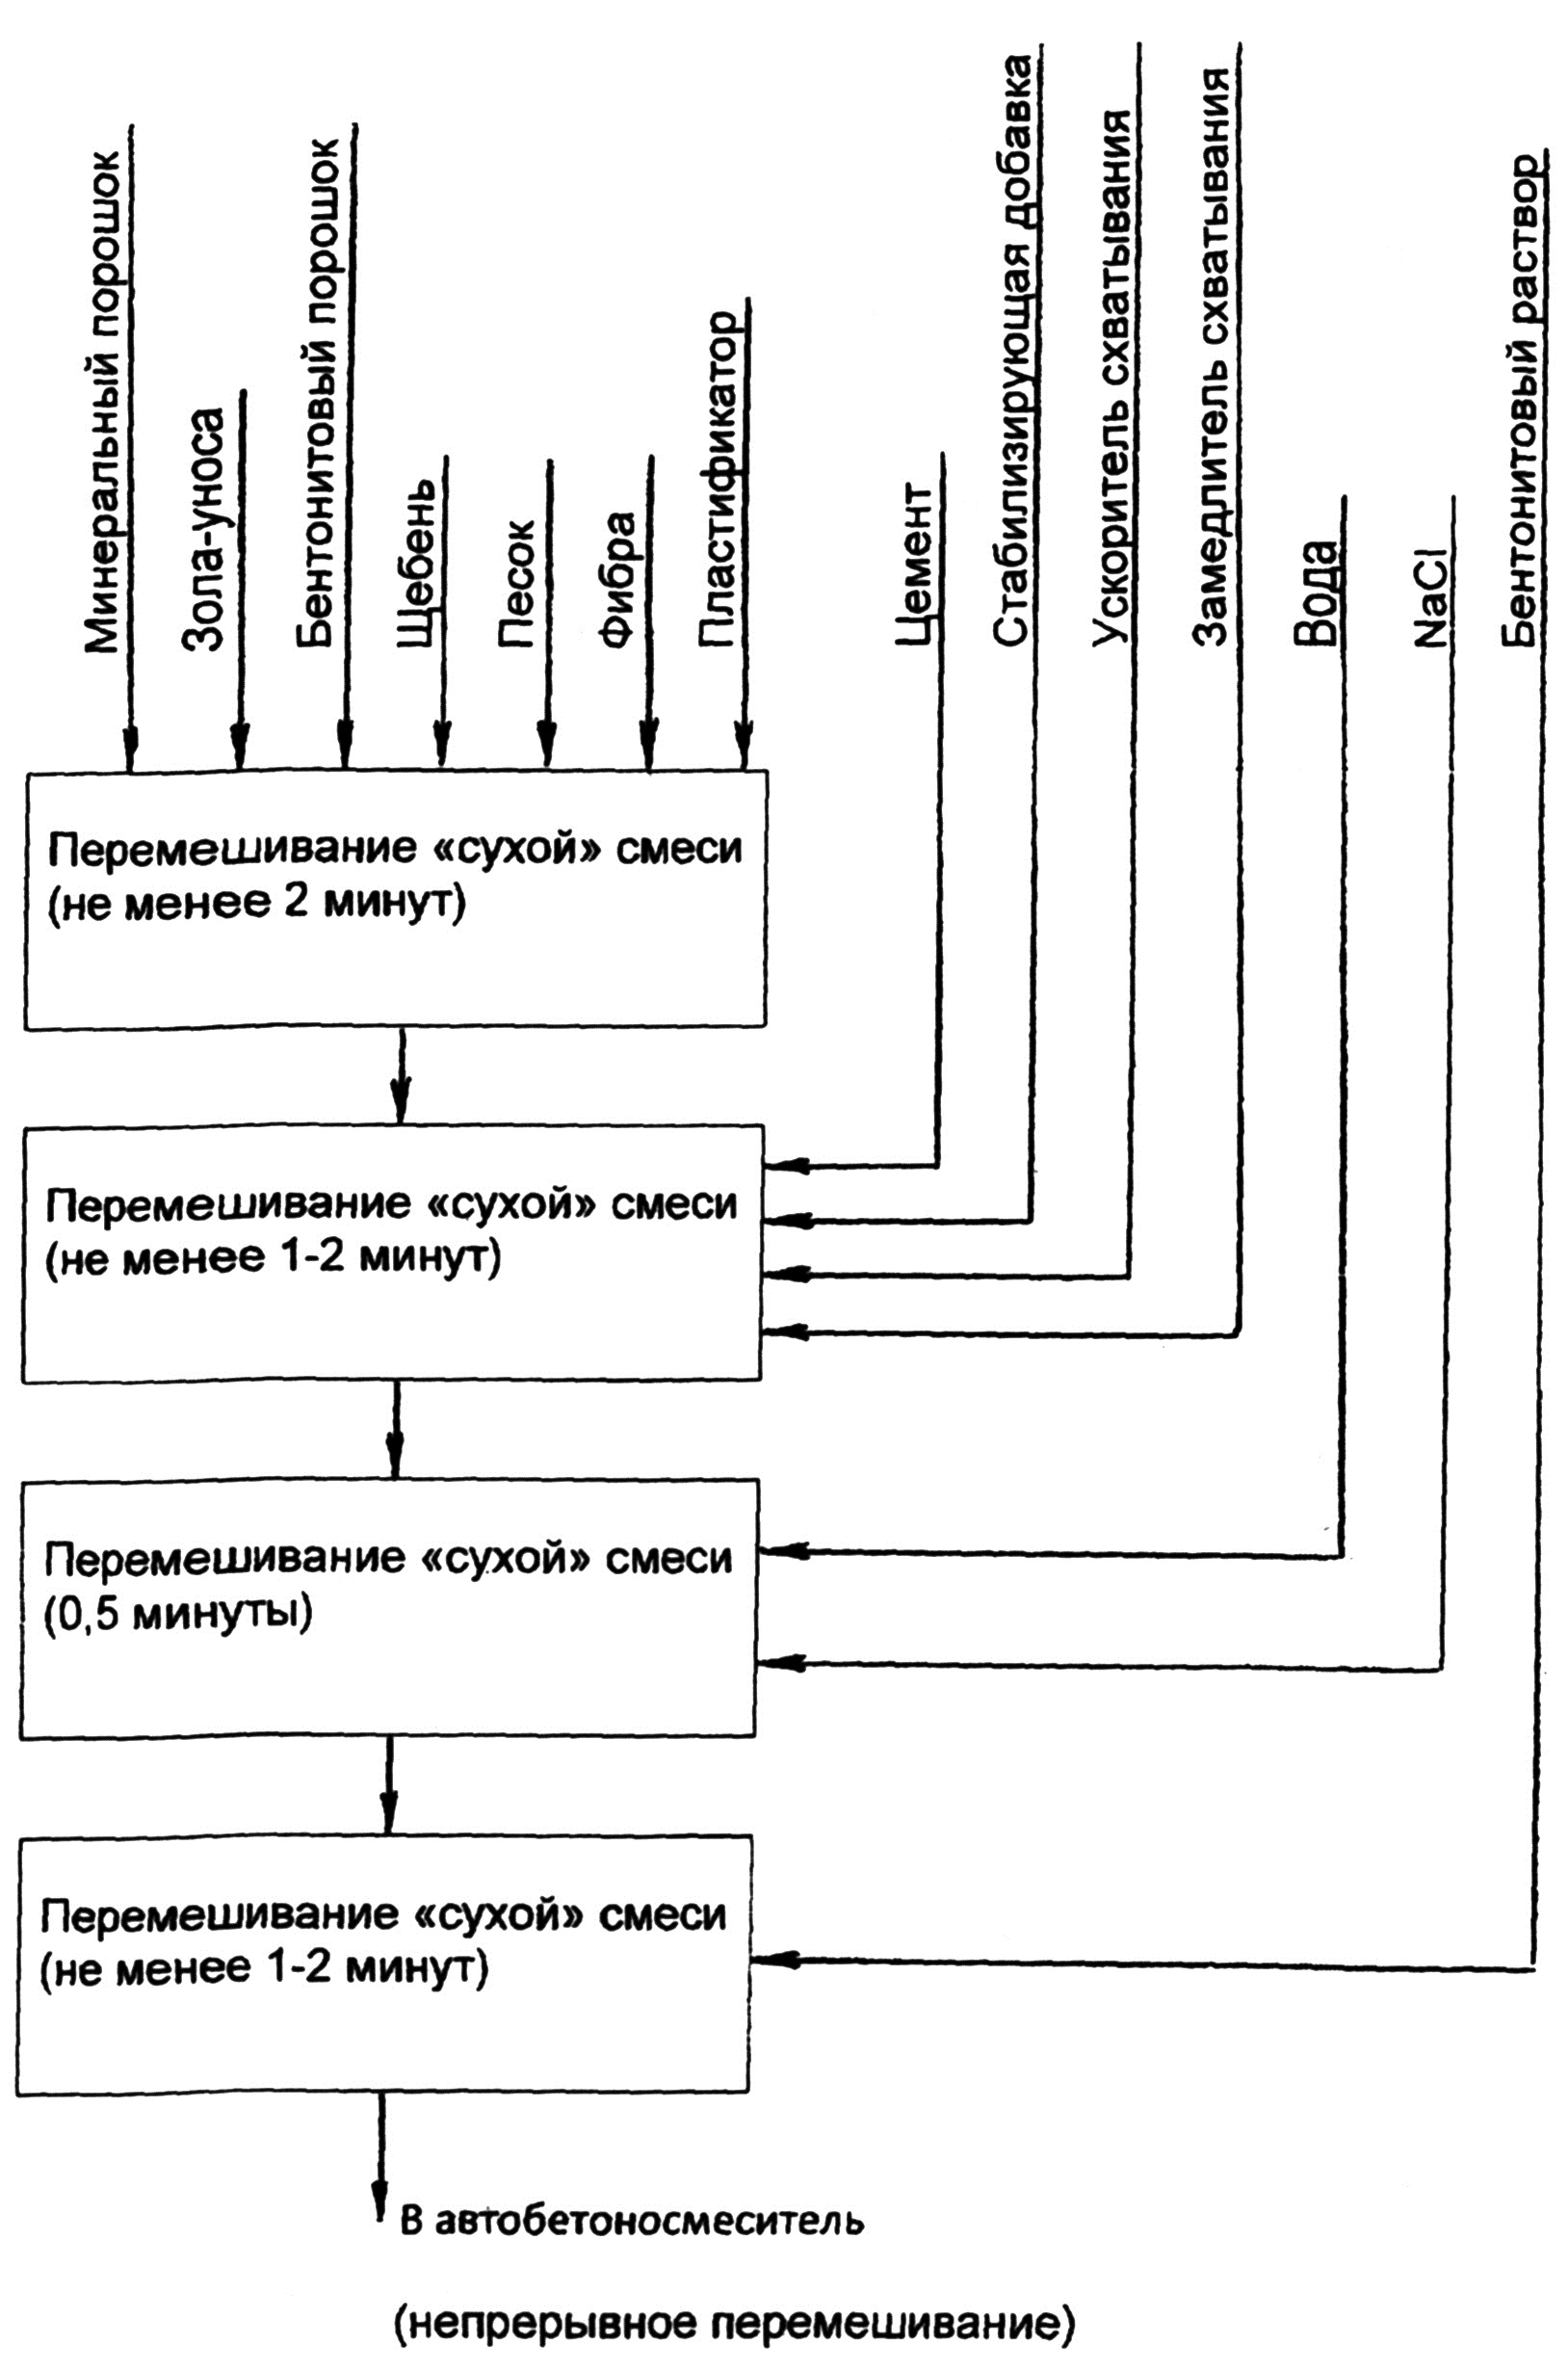 Минеральный порошок
Зола-уноса
Бентонитовый порошок
Щебень
Песок
Фибра
Пластификатор
Цемент
Стабилизирующая добавка
Ускоритель схватывания
Замедлитель схватывания
Вода
NaCl
Бентонитовый раствор
Перемешивание «сухой» смеси
(не менее 2 минут)
Перемешивание «сухой» смеси
(не менее 1-2 минут)
Перемешивание «сухой» смеси
(0,5 минуты)
Перемешивание «сухой» смеси
(не менее 1-2 минут)
В автобетоносмеситель
(непрерывное перемешивание)